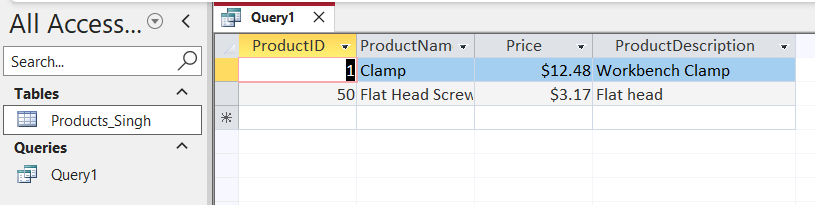 All Access...
Search...
Tables
Products_Singh
Queries
Query1
Query1
ProductID ProductNam Price ProductDescription
1 Clamp $12.48 Workbench Clamp
50 Flat Head Screw $3.17 Flat head